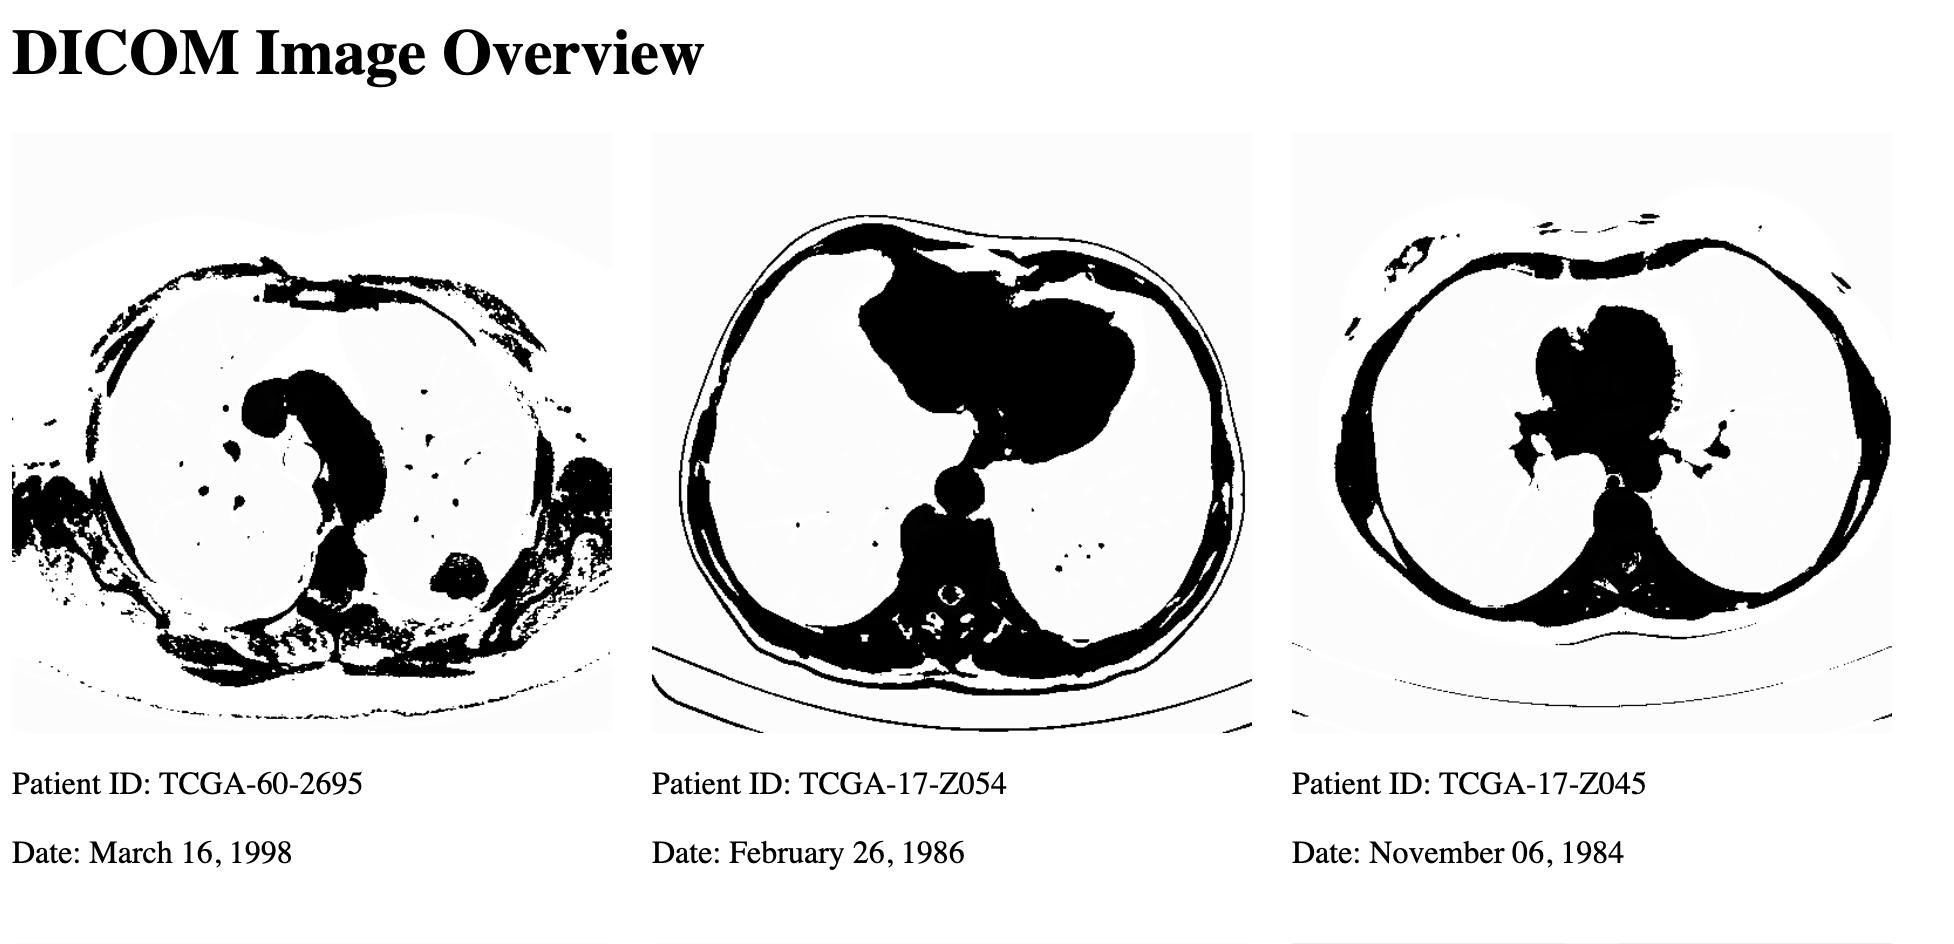 DICOM Image Overview
Patient ID: TCGA-60-2695
Patient ID: TCGA-17-Z054
Patient ID: TCGA-17-Z045
Date: March 16, 1998
Date: February 26, 1986
Date: November 06, 1984